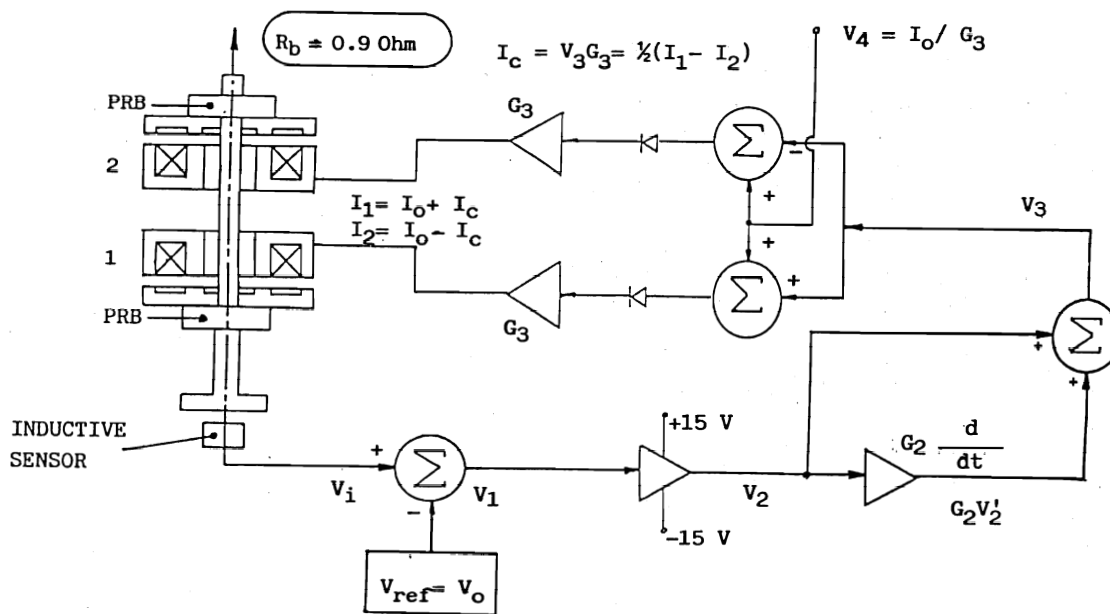 R_b = 0.9 Ohm
I_c = V_3G_3 = ½(I_1 - I_2)
V_4 = I_o / G_3
PRB
G_3
Σ
-
2
+
I_1 = I_o + I_c
I_2 = I_o - I_c
V_3
+
1
Σ
+
PRB
G_3
+
Σ
+
INDUCTIVE
SENSOR
+15 V
G_2 d/dt
+
Σ
V_i
V_1
V_2
-
-15 V
G_2V_2'
V_ref = V_o